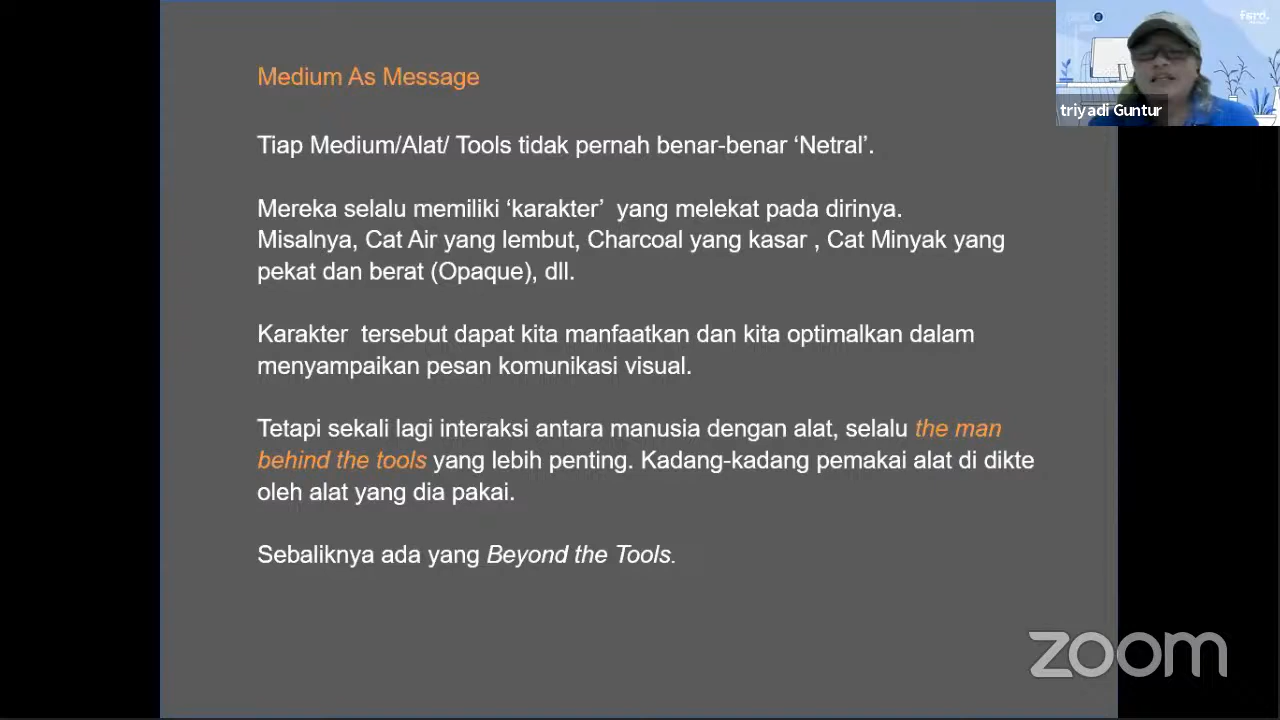 Medium As Message
fsrd.
triyadi Guntur
Tiap Medium/Alat/ Tools tidak pernah benar-benar ‘Netral’.
Mereka selalu memiliki ‘karakter’ yang melekat pada dirinya.
Misalnya, Cat Air yang lembut, Charcoal yang kasar , Cat Minyak yang
pekat dan berat (Opaque), dll.
Karakter tersebut dapat kita manfaatkan dan kita optimalkan dalam
menyampaikan pesan komunikasi visual.
Tetapi sekali lagi interaksi antara manusia dengan alat, selalu the man
behind the tools yang lebih penting. Kadang-kadang pemakai alat di dikte
oleh alat yang dia pakai.
Sebaliknya ada yang Beyond the Tools.
zoom